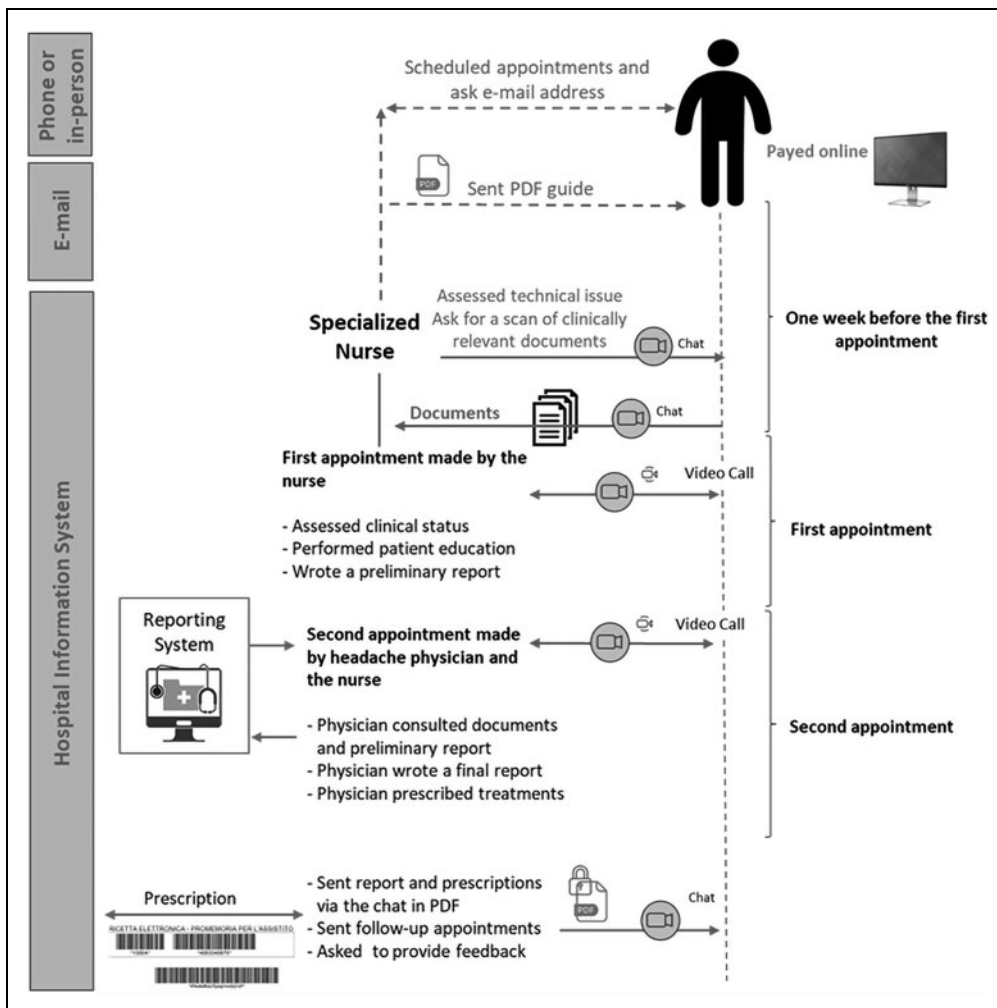 Phone or
in-person
Scheduled appointments and
ask e-mail address
Payed online
E-mail
PDF
Sent PDF guide
Hospital Information System
Specialized
Nurse
Assessed technical issue
Ask for a scan of clinically
relevant documents
Chat
One week before the first
appointment
Documents
Chat
First appointment made by the
nurse
Video Call
- Assessed clinical status
- Performed patient education
- Wrote a preliminary report
First appointment
Reporting
System
Second appointment made
by headache physician and
the nurse
Video Call
- Physician consulted documents
and preliminary report
- Physician wrote a final report
- Physician prescribed treatments
Second appointment
Prescription
RICETTA ELETTRONICA - PROMEMORIA PER L'ASSISTITO
- Sent report and prescriptions
via the chat in PDF
- Sent follow-up appointments
- Asked to provide feedback
PDF
Chat